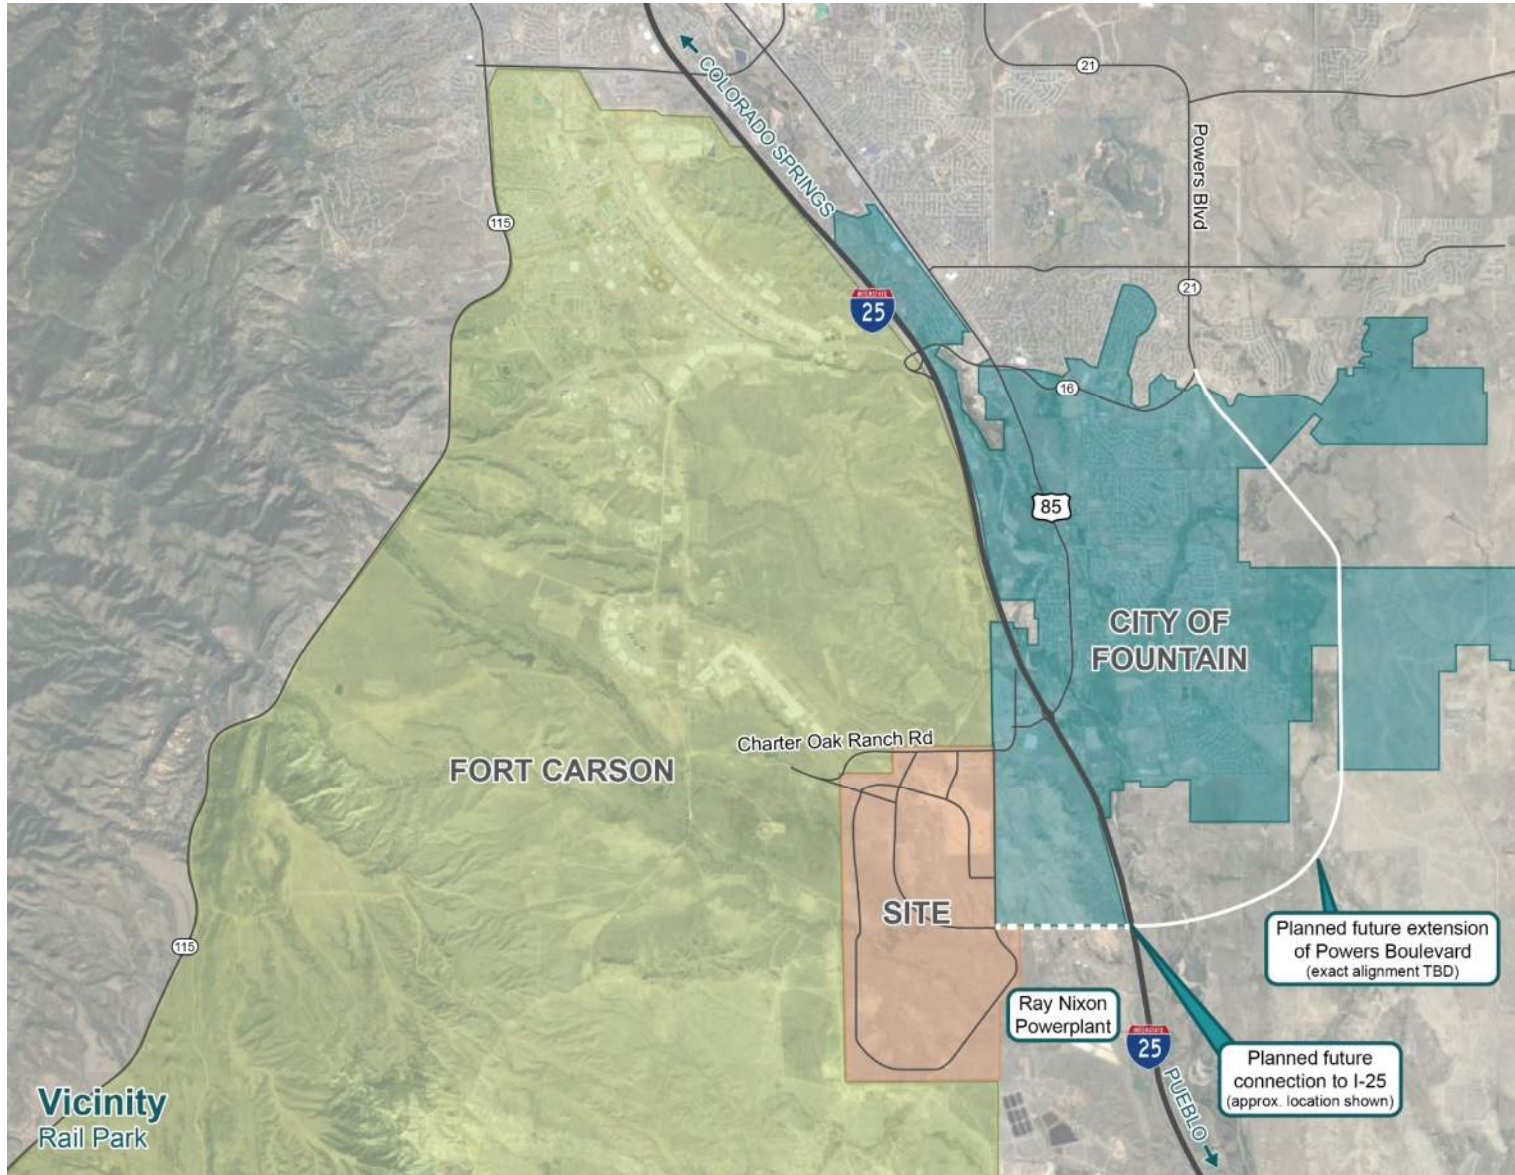 COLORADO SPRINGS
21
Powers Blvd
115
21
INTERSTATE
25
16
85
CITY OF
FOUNTAIN
Charter Oak Ranch Rd
FORT CARSON
SITE
115
Planned future extension
of Powers Boulevard
(exact alignment TBD)
Ray Nixon
Powerplant
INTERSTATE
25
Planned future
connection to I-25
(approx. location shown)
PUEBLO
Vicinity
Rail Park